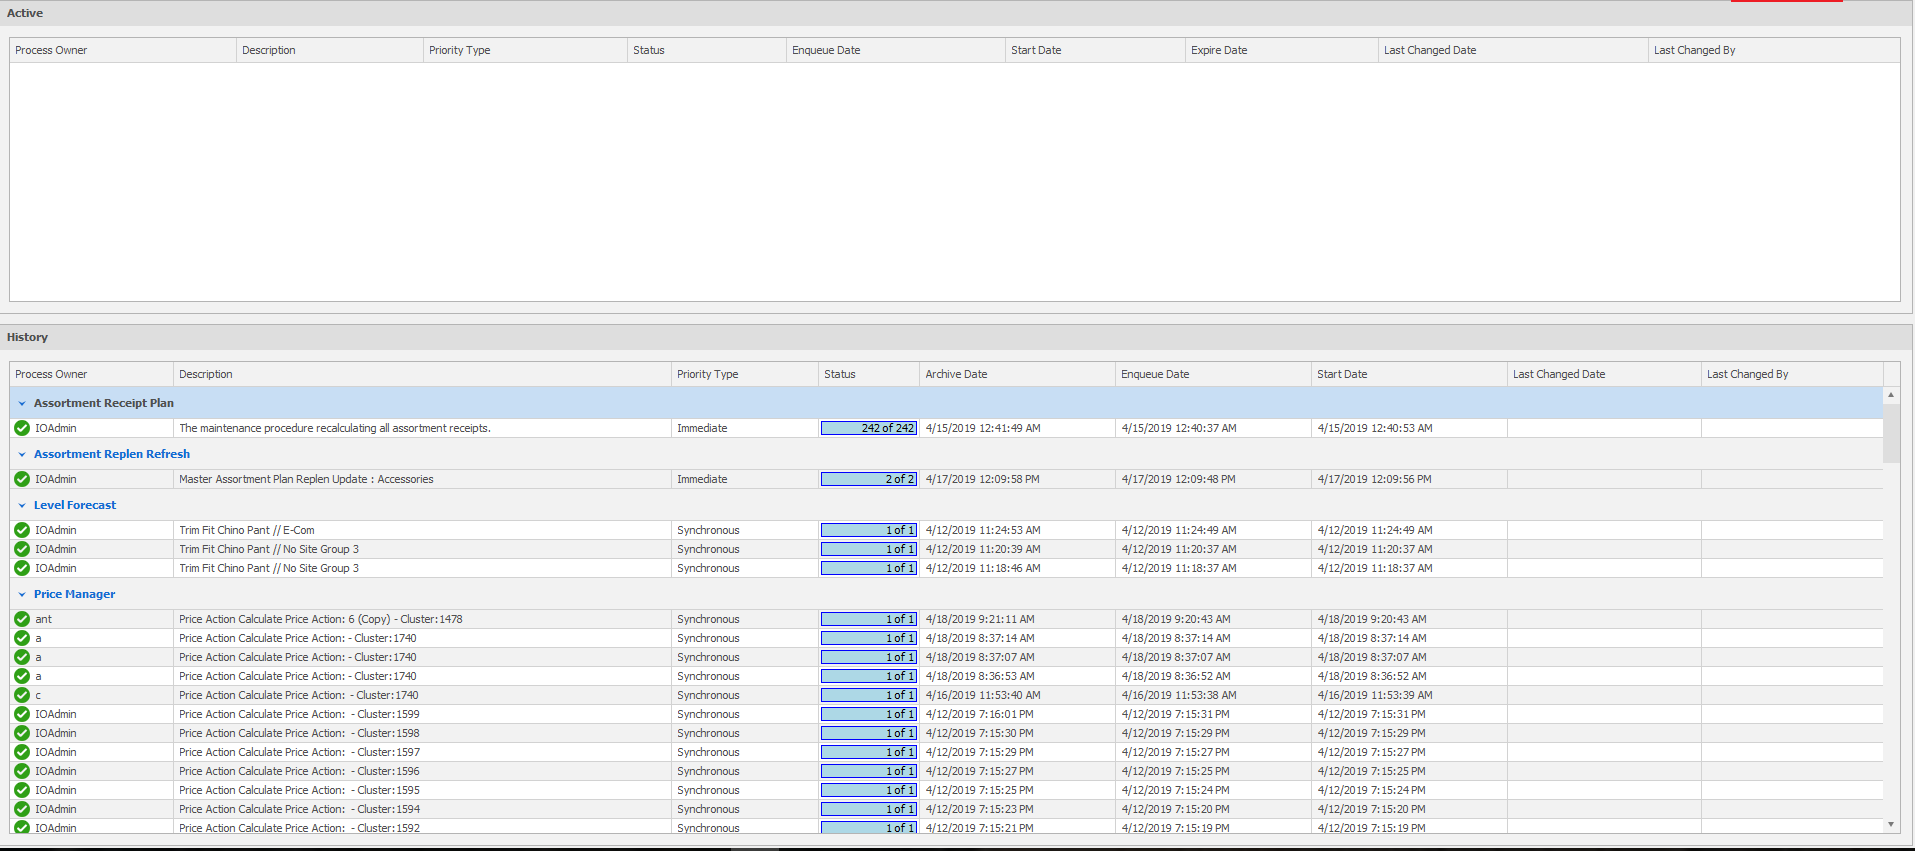 Active
Process Owner Description Priority Type Status Enqueue Date Start Date Expire Date Last Changed Date Last Changed By
History
Process Owner Description Priority Type Status Archive Date Enqueue Date Start Date Last Changed Date Last Changed By
Assortment Receipt Plan
IOAdmin The maintenance procedure recalculating all assortment receipts. Immediate 242 of 242 4/15/2019 12:41:49 AM 4/15/2019 12:40:37 AM 4/15/2019 12:40:53 AM
Assortment Replen Refresh
IOAdmin Master Assortment Plan Replen Update : Accessories Immediate 2 of 2 4/17/2019 12:09:58 PM 4/17/2019 12:09:48 PM 4/17/2019 12:09:56 PM
Level Forecast
IOAdmin Trim Fit Chino Pant // E-Com Synchronous 1 of 1 4/12/2019 11:24:53 AM 4/12/2019 11:24:49 AM 4/12/2019 11:24:49 AM
IOAdmin Trim Fit Chino Pant // No Site Group 3 Synchronous 1 of 1 4/12/2019 11:20:39 AM 4/12/2019 11:20:37 AM 4/12/2019 11:20:37 AM
IOAdmin Trim Fit Chino Pant // No Site Group 3 Synchronous 1 of 1 4/12/2019 11:18:46 AM 4/12/2019 11:18:37 AM 4/12/2019 11:18:37 AM
Price Manager
ant Price Action Calculate Price Action: 6 (Copy) - Cluster:1478 Synchronous 1 of 1 4/18/2019 9:21:11 AM 4/18/2019 9:20:43 AM 4/18/2019 9:20:43 AM
a Price Action Calculate Price Action: - Cluster:1740 Synchronous 1 of 1 4/18/2019 8:37:14 AM 4/18/2019 8:37:14 AM 4/18/2019 8:37:14 AM
a Price Action Calculate Price Action: - Cluster:1740 Synchronous 1 of 1 4/18/2019 8:37:07 AM 4/18/2019 8:37:07 AM 4/18/2019 8:37:07 AM
a Price Action Calculate Price Action: - Cluster:1740 Synchronous 1 of 1 4/18/2019 8:36:53 AM 4/18/2019 8:36:52 AM 4/18/2019 8:36:52 AM
c Price Action Calculate Price Action: - Cluster:1740 Synchronous 1 of 1 4/16/2019 11:53:40 AM 4/16/2019 11:53:38 AM 4/16/2019 11:53:39 AM
IOAdmin Price Action Calculate Price Action: - Cluster:1599 Synchronous 1 of 1 4/12/2019 7:16:01 PM 4/12/2019 7:15:31 PM 4/12/2019 7:15:31 PM
IOAdmin Price Action Calculate Price Action: - Cluster:1598 Synchronous 1 of 1 4/12/2019 7:15:30 PM 4/12/2019 7:15:29 PM 4/12/2019 7:15:29 PM
IOAdmin Price Action Calculate Price Action: - Cluster:1597 Synchronous 1 of 1 4/12/2019 7:15:29 PM 4/12/2019 7:15:27 PM 4/12/2019 7:15:27 PM
IOAdmin Price Action Calculate Price Action: - Cluster:1596 Synchronous 1 of 1 4/12/2019 7:15:27 PM 4/12/2019 7:15:25 PM 4/12/2019 7:15:25 PM
IOAdmin Price Action Calculate Price Action: - Cluster:1595 Synchronous 1 of 1 4/12/2019 7:15:25 PM 4/12/2019 7:15:24 PM 4/12/2019 7:15:24 PM
IOAdmin Price Action Calculate Price Action: - Cluster:1594 Synchronous 1 of 1 4/12/2019 7:15:23 PM 4/12/2019 7:15:20 PM 4/12/2019 7:15:20 PM
IOAdmin Price Action Calculate Price Action: - Cluster:1592 Synchronous 1 of 1 4/12/2019 7:15:21 PM 4/12/2019 7:15:19 PM 4/12/2019 7:15:19 PM